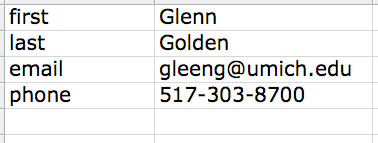 first Glenn
last Golden
email gleeng@umich.edu
phone 517-303-8700